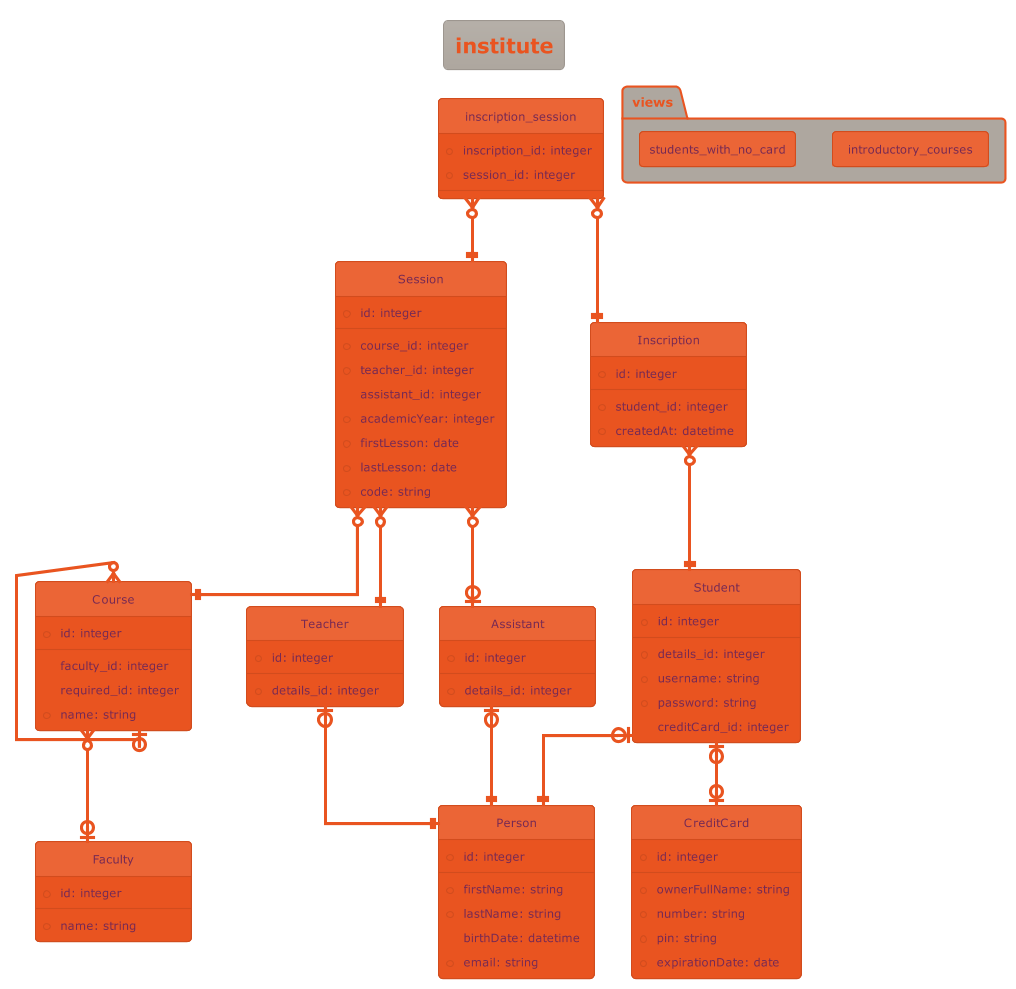 institute
inscription_session
inscription_id: integer
session_id: integer
views
students_with_no_card
introductory_courses
Session
id: integer
course_id: integer
teacher_id: integer
assistant_id: integer
academicYear: integer
firstLesson: date
lastLesson: date
code: string
Inscription
id: integer
student_id: integer
createdAt: datetime
Course
id: integer
faculty_id: integer
required_id: integer
name: string
Teacher
id: integer
details_id: integer
Assistant
id: integer
details_id: integer
Student
id: integer
details_id: integer
username: string
password: string
creditCard_id: integer
Faculty
id: integer
name: string
Person
id: integer
firstName: string
lastName: string
birthDate: datetime
email: string
CreditCard
id: integer
ownerFullName: string
number: string
pin: string
expirationDate: date